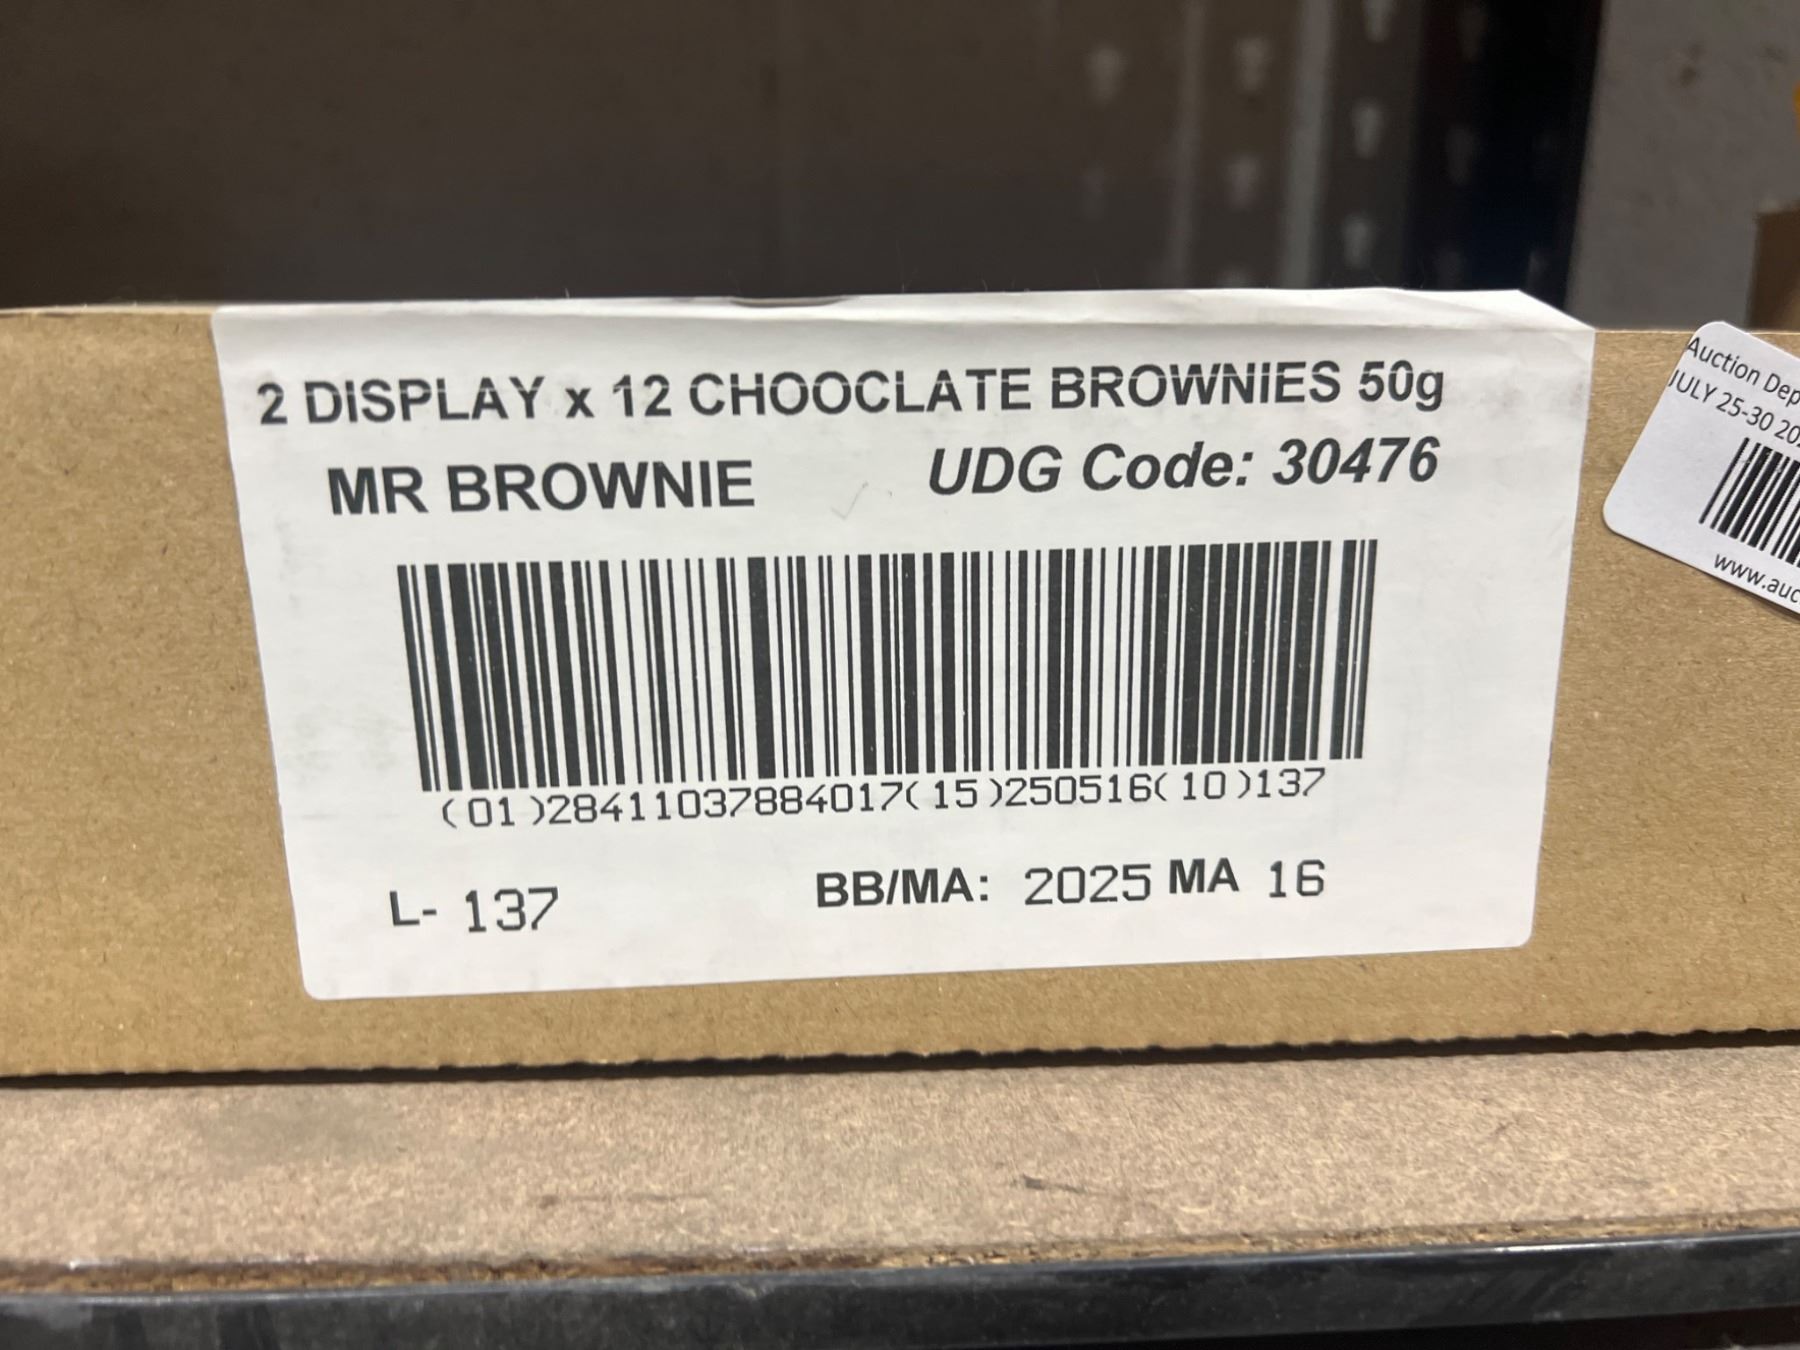 2 DISPLAY x 12 CHOOCLATE BROWNIES 50g
MR BROWNIE
UDG Code: 30476
(01)28411037884017(15)250516(10)137
L- 137
BB/MA: 2025 MA 16
Auction Dep
JULY 25-30 20
www.auc